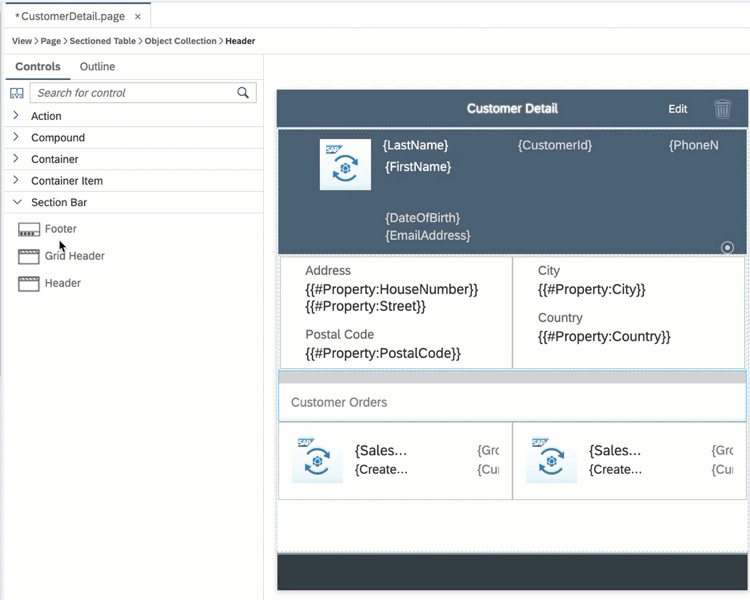 * CustomerDetail.page ×
View > Page > Sectioned Table > Object Collection > Header
Controls Outline
Search for control
Action
Compound
Container
Container Item
Section Bar
Footer
Grid Header
Header
Customer Detail Edit
SAP
{LastName} {CustomerId} {PhoneN
{FirstName}
{DateOfBirth}
{EmailAddress}
Address
{{#Property:HouseNumber}}
{{#Property:Street}}
Postal Code
{{#Property:PostalCode}}
City
{{#Property:City}}
Country
{{#Property:Country}}
Customer Orders
SAP
{Sales... {Grc
{Create... {Cur
SAP
{Sales... {Grc
{Create... {Cur